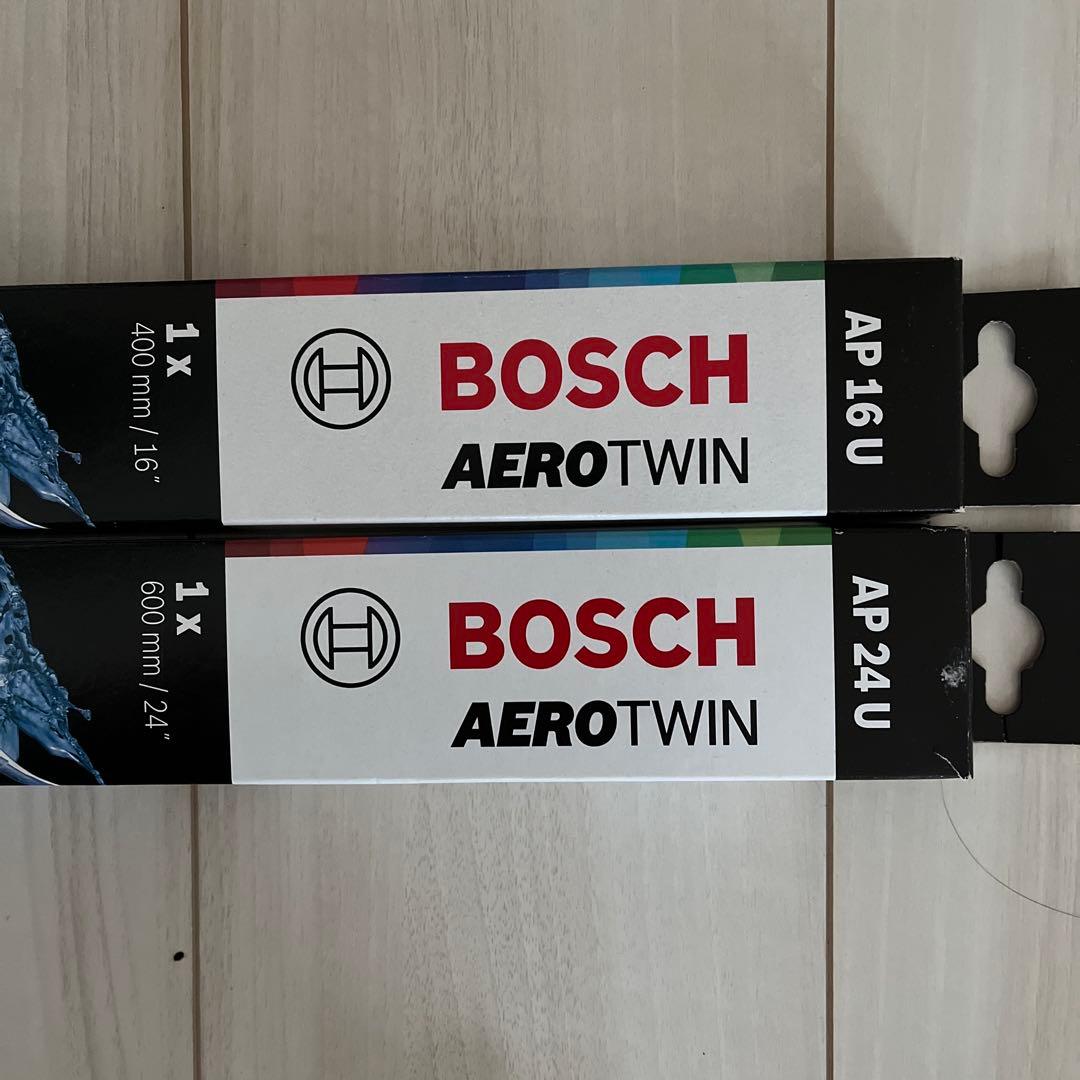 1 x
400 mm / 16"
BOSCH
AEROTWIN
AP 16 U
1 x
600 mm / 24"
BOSCH
AEROTWIN
AP 24 U